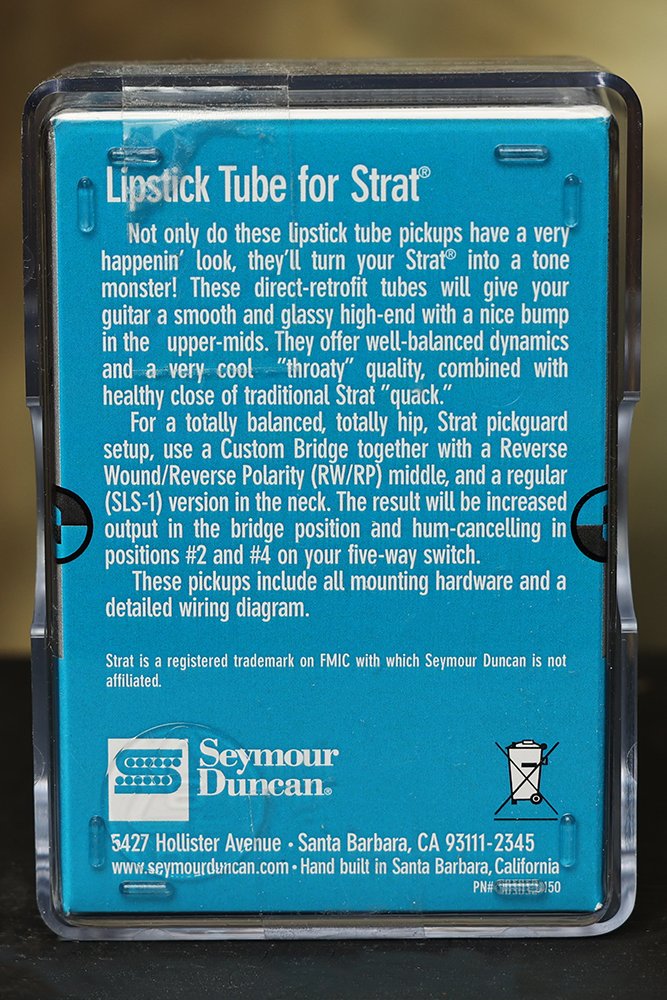 Lipstick Tube for Strat®
Not only do these lipstick tube pickups have a very
happenin' look, they'll turn your Strat® into a tone
monster! These direct-retrofit tubes will give your
guitar a smooth and glassy high-end with a nice bump
in the upper-mids. They offer well-balanced dynamics
and a very cool "throaty" quality, combined with
healthy close of traditional Strat "quack."
For a totally balanced, totally hip, Strat pickguard
setup, use a Custom Bridge together with a Reverse
Wound/Reverse Polarity (RW/RP) middle, and a regular
(SLS-1) version in the neck. The result will be increased
output in the bridge position and hum-cancelling in
positions #2 and #4 on your five-way switch.
These pickups include all mounting hardware and a
detailed wiring diagram.
Strat is a registered trademark on FMIC with which Seymour Duncan is not
affiliated.
Seymour
Duncan®
5427 Hollister Avenue • Santa Barbara, CA 93111-2345
www.seymourduncan.com • Hand built in Santa Barbara, California
PN#